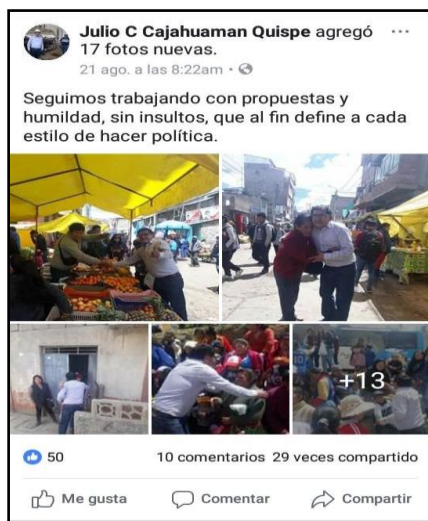 Julio C Cajahuaman Quispe agregó
17 fotos nuevas.
21 ago. a las 8:22am •
Seguimos trabajando con propuestas y
humildad, sin insultos, que al fin define a cada
estilo de hacer política.
+13
50
10 comentarios 29 veces compartido
Me gusta
Comentar
Compartir